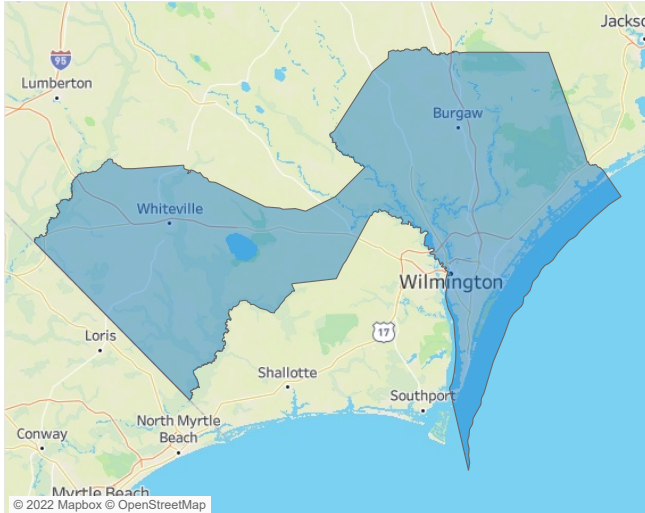 Jackso
95
Lumberton
Burgaw
Whiteville
Wilmington
17
Loris
Shallotte
Southport
North Myrtle
Beach
Conway
Myrtle Beach
© 2022 Mapbox © OpenStreetMap